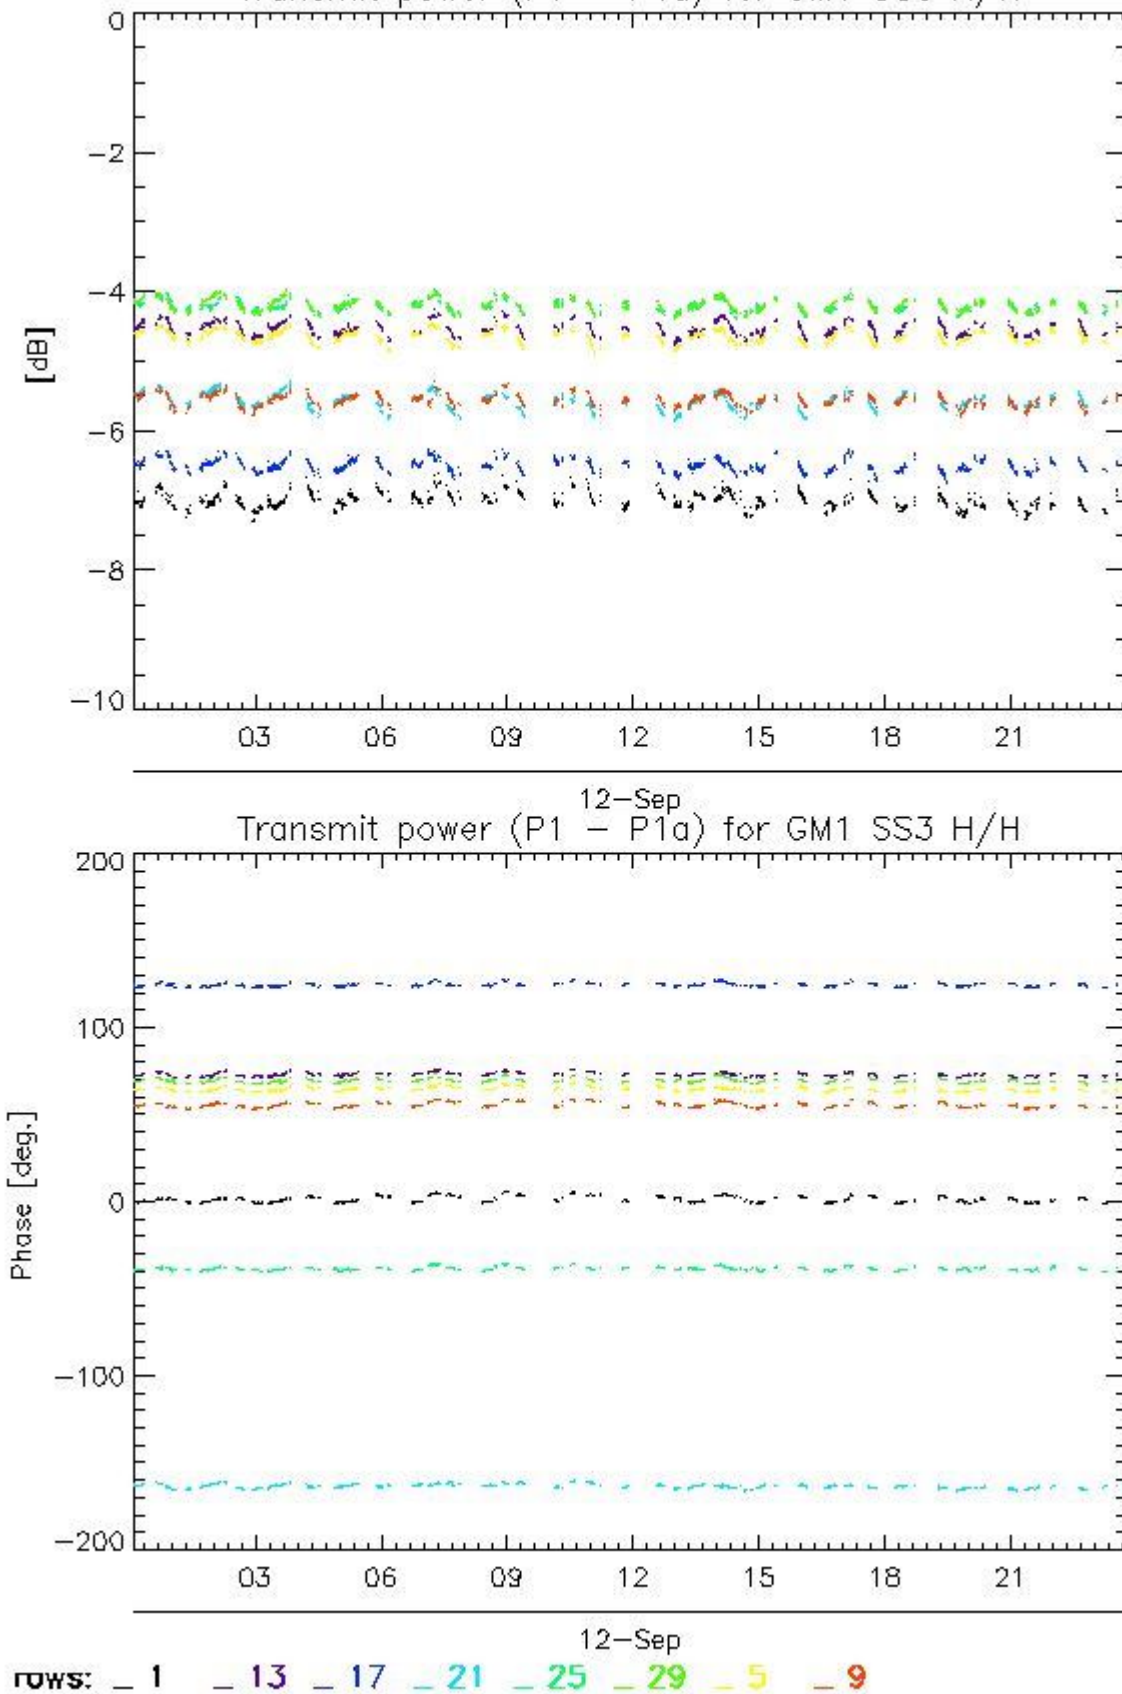 0
−2
−4
[dB]
−6
−8
−10
03 06 09 12 15 18 21
12−Sep
Transmit power (P1 − P1a) for GM1 SS3 H/H
200
100
Phase [deg.]
0
−100
−200
03 06 09 12 15 18 21
12−Sep
rows: _ 1 _ 13 _ 17 _ 21 _ 25 _ 29 _ 5 _ 9